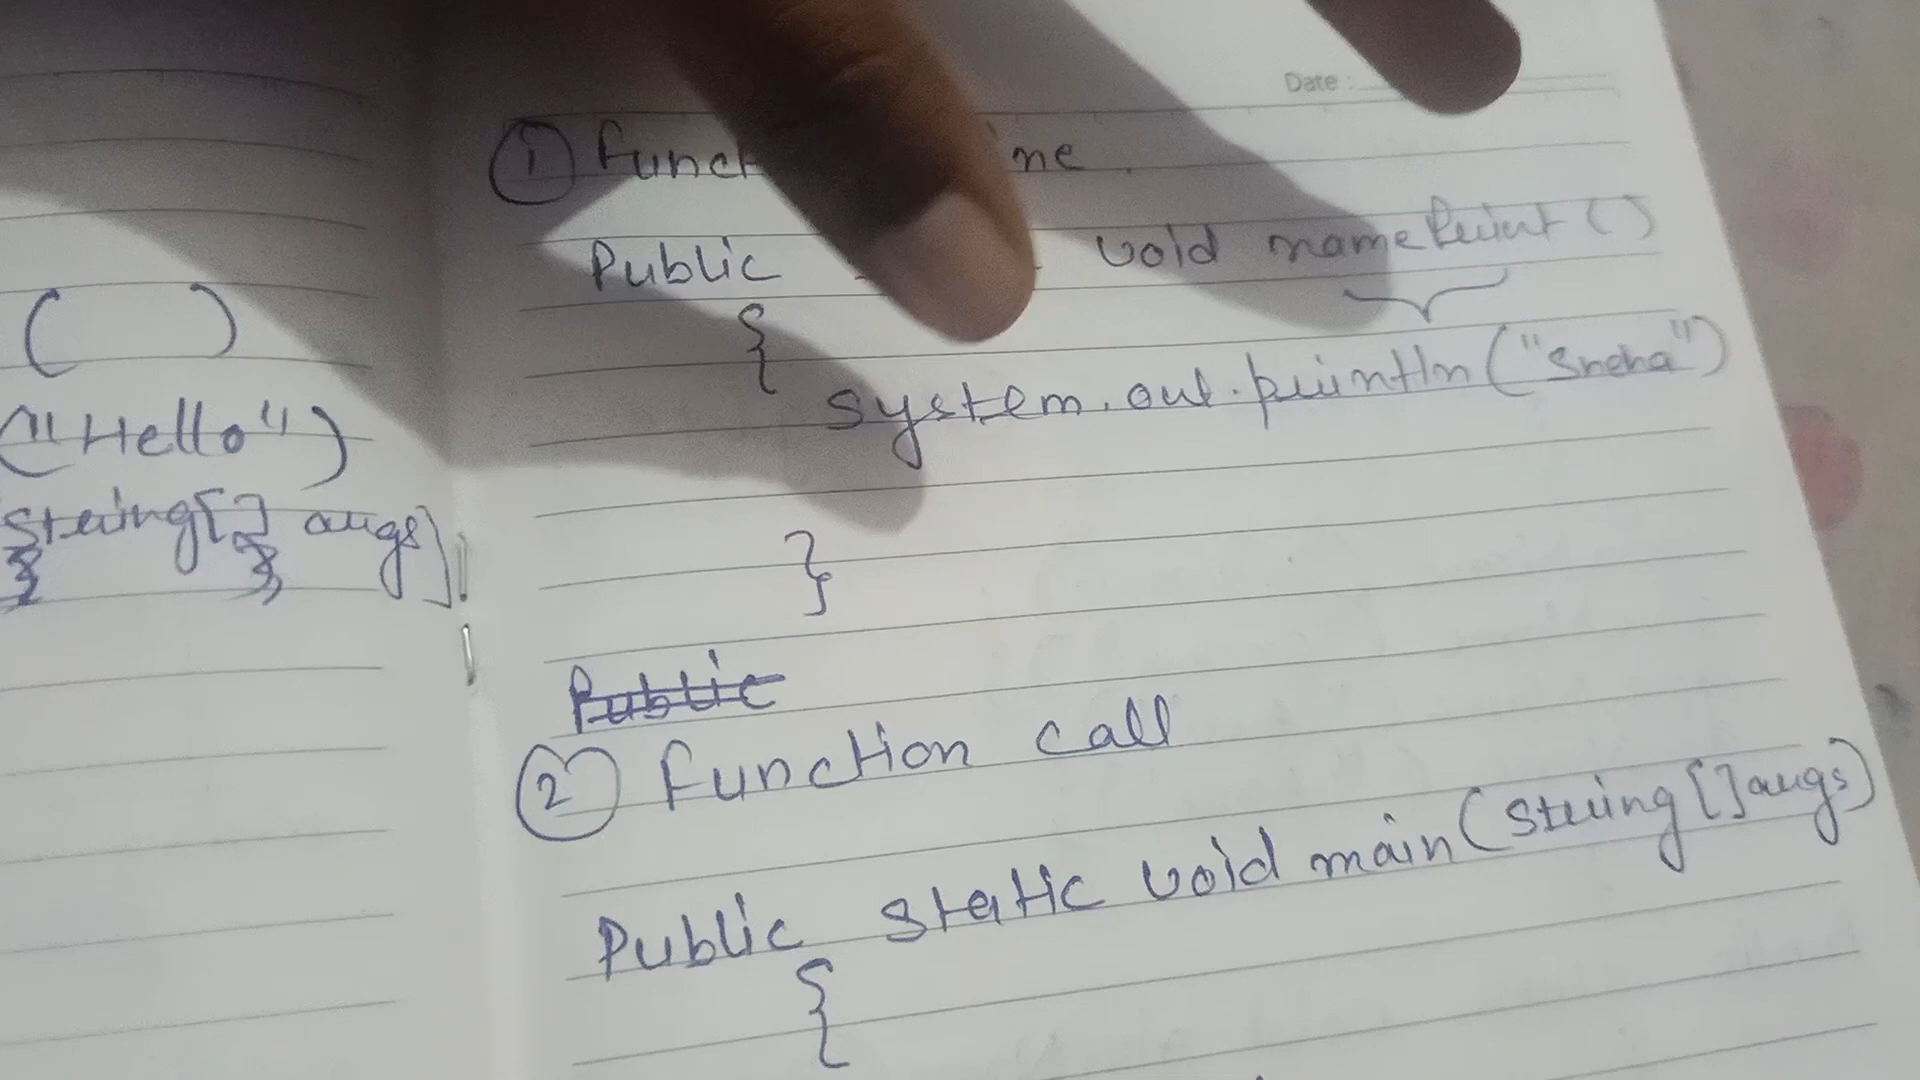 ( )
("Hello")
String[] args)
Date :
① func ne
Public void namePrint ()
{
system.out.println ("Sneha")
}
Public
② function call
Public static void main (String []args)
{